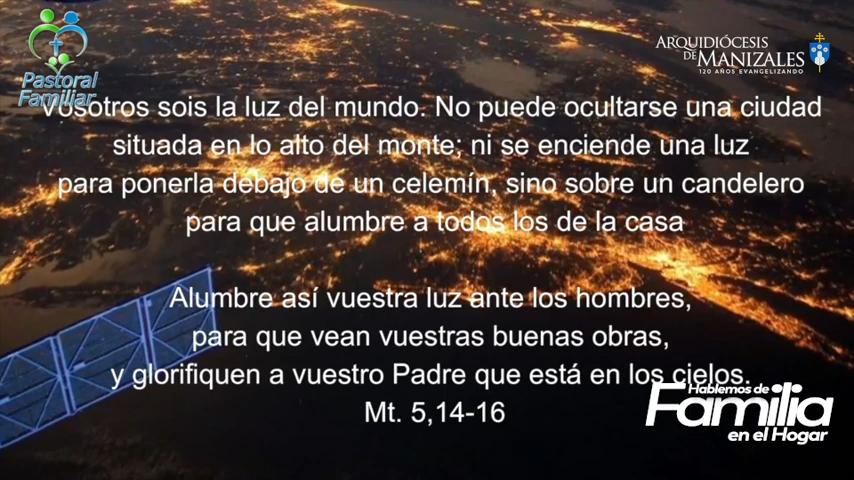 Pastoral
Familiar
ARQUIDIÓCESIS
DE MANIZALES
120 AÑOS EVANGELIZANDO
Vosotros sois la luz del mundo. No puede ocultarse una ciudad
situada en lo alto del monte; ni se enciende una luz
para ponerla debajo de un celemín, sino sobre un candelero
para que alumbre a todos los de la casa
Alumbre así vuestra luz ante los hombres,
para que vean vuestras buenas obras,
y glorifiquen a vuestro Padre que está en los cielos.
Mt. 5,14-16
Hablemos de
Familia
en el Hogar